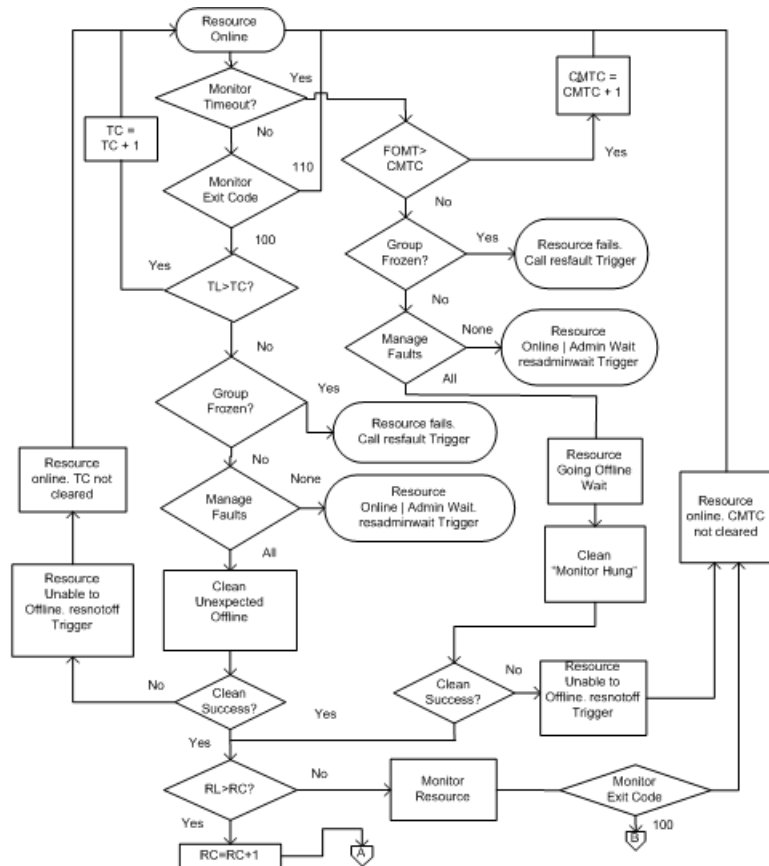 Resource
Online
Yes
Monitor
Timeout?
CMTC =
CMTC + 1
TC =
TC + 1
No
FOMT>
CMTC
Yes
110
Monitor
Exit Code
No
100
Group
Frozen?
Yes
Resource fails.
Call resfault Trigger
Yes
TL>TC?
No
Manage
Faults
None
Resource
Online | Admin Wait
resadminwait Trigger
No
All
Group
Frozen?
Yes
Resource fails.
Call resfault Trigger
Resource
Going Offline
Wait
Resource
online. TC not
cleared
No
Manage
Faults
None
Resource
Online | Admin Wait.
resadminwait Trigger
Resource
online. CMTC
not cleared
All
Clean
"Monitor Hung"
Resource
Unable to
Offline. resnotoff
Trigger
Clean
Unexpected
Offline
No
Clean
Success?
Yes
Clean
Success?
No
Resource
Unable to
Offline. resnotoff
Trigger
Yes
RL>RC?
No
Monitor
Resource
Monitor
Exit Code
Yes
100
RC=RC+1
A
B